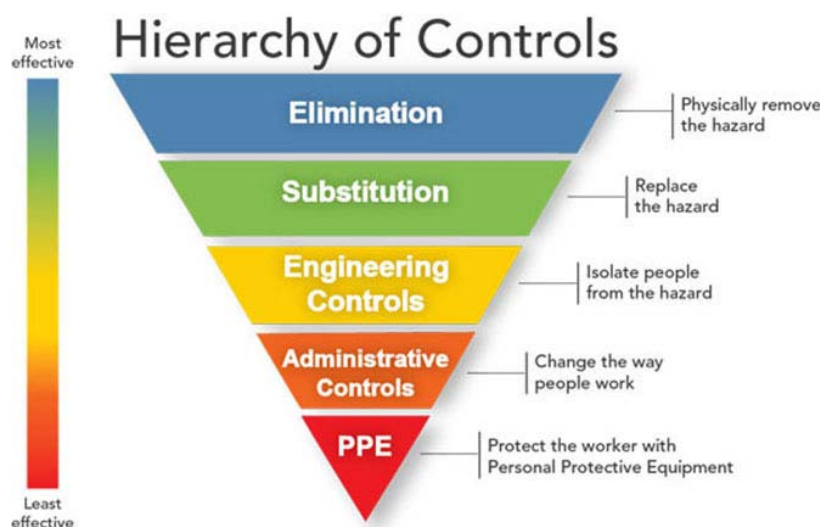 Hierarchy of Controls
Most
effective
Elimination
Physically remove
the hazard
Substitution
Replace
the hazard
Engineering
Controls
Isolate people
from the hazard
Administrative
Controls
Change the way
people work
PPE
Protect the worker with
Personal Protective Equipment
Least
effective